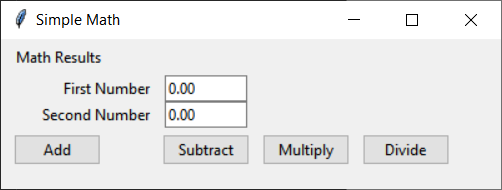 Simple Math
Math Results
First Number 0.00
Second Number 0.00
Add Subtract Multiply Divide